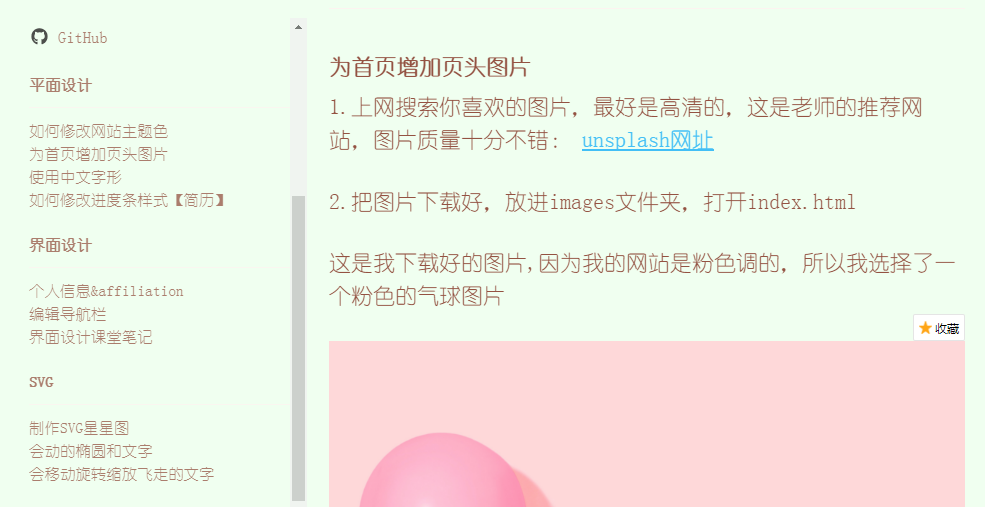 GitHub
平面设计
如何修改网站主题色
为首页增加页头图片
使用中文字形
如何修改进度条样式【简历】
界面设计
个人信息&affiliation
编辑导航栏
界面设计课堂笔记
SVG
制作SVG星星图
会动的椭圆和文字
会移动旋转缩放飞走的文字
为首页增加页头图片
1.上网搜索你喜欢的图片，最好是高清的，这是老师的推荐网
站，图片质量十分不错： unsplash网址
2.把图片下载好，放进images文件夹，打开index.html
这是我下载好的图片,因为我的网站是粉色调的，所以我选择了一
个粉色的气球图片
收藏